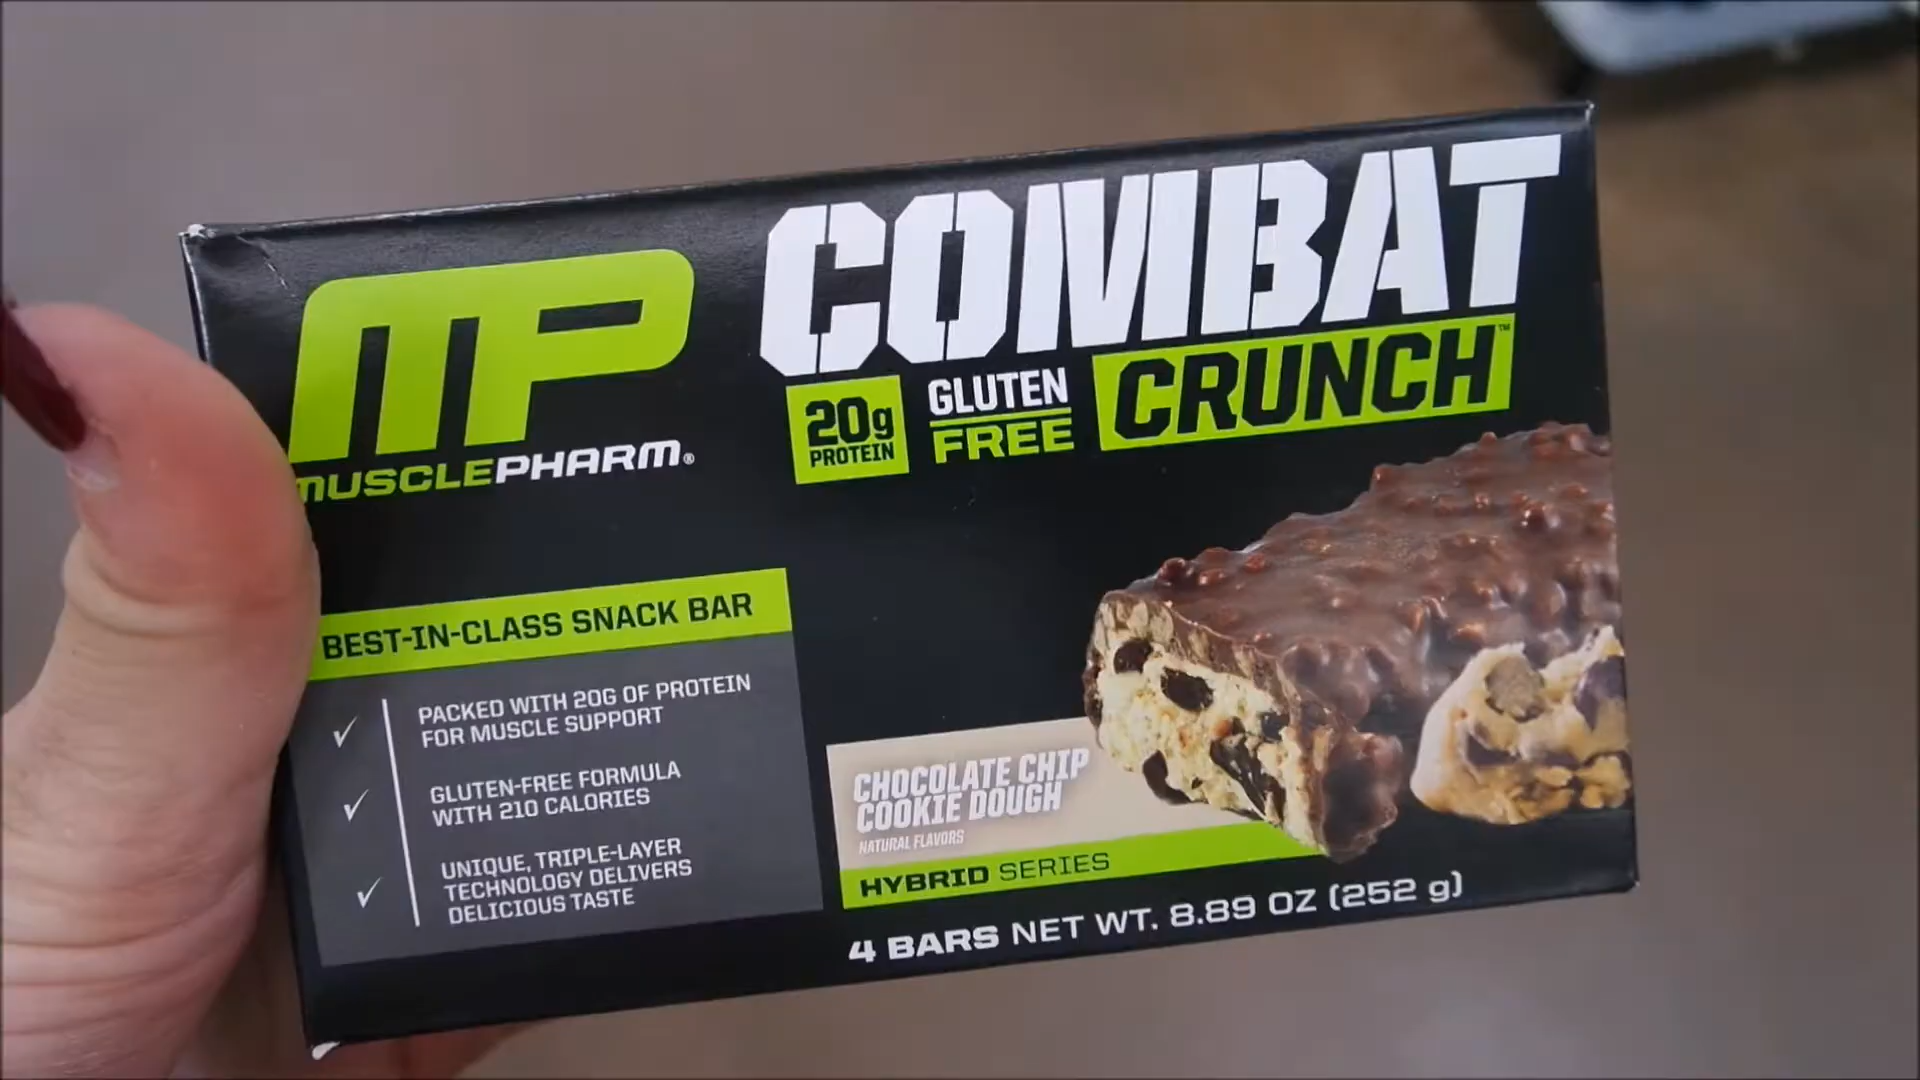 MP
MUSCLEPHARM®
COMBAT
CRUNCH™
20g
PROTEIN
GLUTEN
FREE
BEST-IN-CLASS SNACK BAR
✓ PACKED WITH 20G OF PROTEIN
FOR MUSCLE SUPPORT
✓ GLUTEN-FREE FORMULA
WITH 210 CALORIES
✓ UNIQUE, TRIPLE-LAYER
TECHNOLOGY DELIVERS
DELICIOUS TASTE
CHOCOLATE CHIP
COOKIE DOUGH
NATURAL FLAVORS
HYBRID SERIES
4 BARS NET WT. 8.89 OZ (252 g)